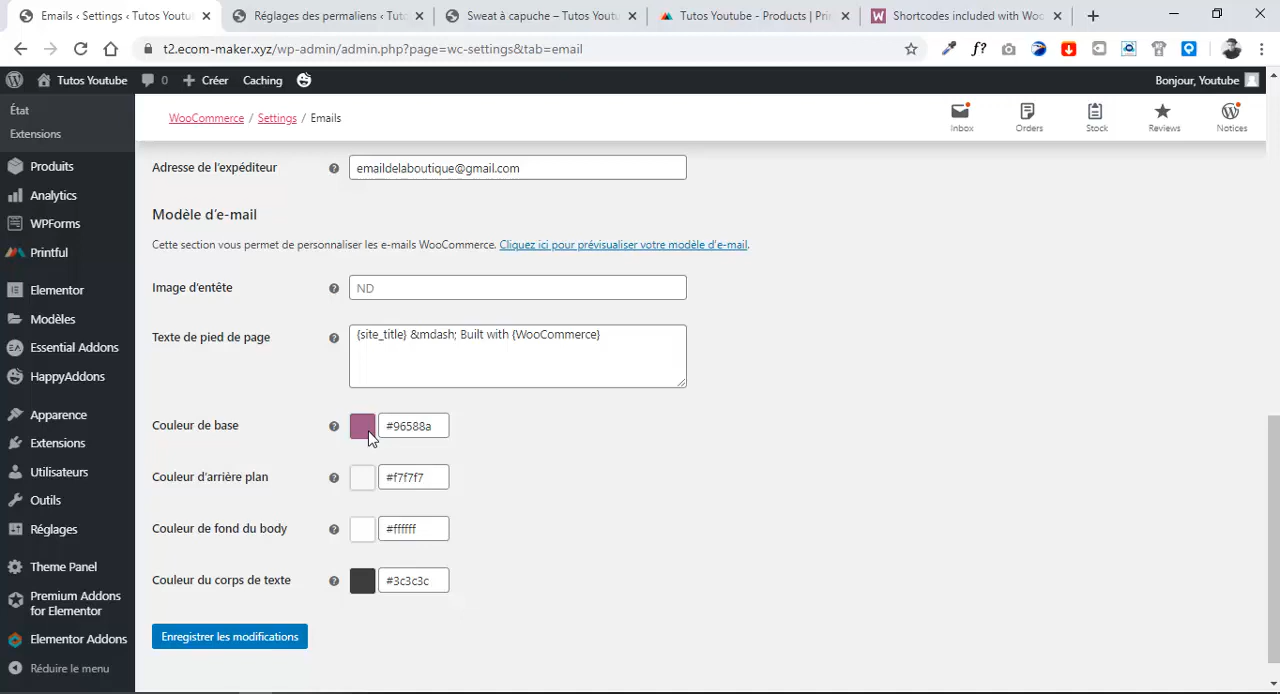 Emails ‹ Settings ‹ Tutos Youtu
Réglages des permaliens ‹ Tuto
Sweat à capuche – Tutos Youtu
Tutos Youtube - Products | Prin
Shortcodes included with Woo
t2.ecom-maker.xyz/wp-admin/admin.php?page=wc-settings&tab=email
f?
Tutos Youtube
0
Créer
Caching
Bonjour, Youtube
État
Extensions
Produits
Analytics
WPForms
Printful
Elementor
Modèles
Essential Addons
HappyAddons
Apparence
Extensions
Utilisateurs
Outils
Réglages
Theme Panel
Premium Addons
for Elementor
Elementor Addons
Réduire le menu
WooCommerce / Settings / Emails
Inbox
Orders
Stock
Reviews
Notices
Adresse de l'expéditeur
emaildelaboutique@gmail.com
Modèle d'e-mail
Cette section vous permet de personnaliser les e-mails WooCommerce. Cliquez ici pour prévisualiser votre modèle d'e-mail.
Image d'entête
ND
Texte de pied de page
{site_title} &mdash; Built with {WooCommerce}
Couleur de base
#96588a
Couleur d'arrière plan
#f7f7f7
Couleur de fond du body
#ffffff
Couleur du corps de texte
#3c3c3c
Enregistrer les modifications